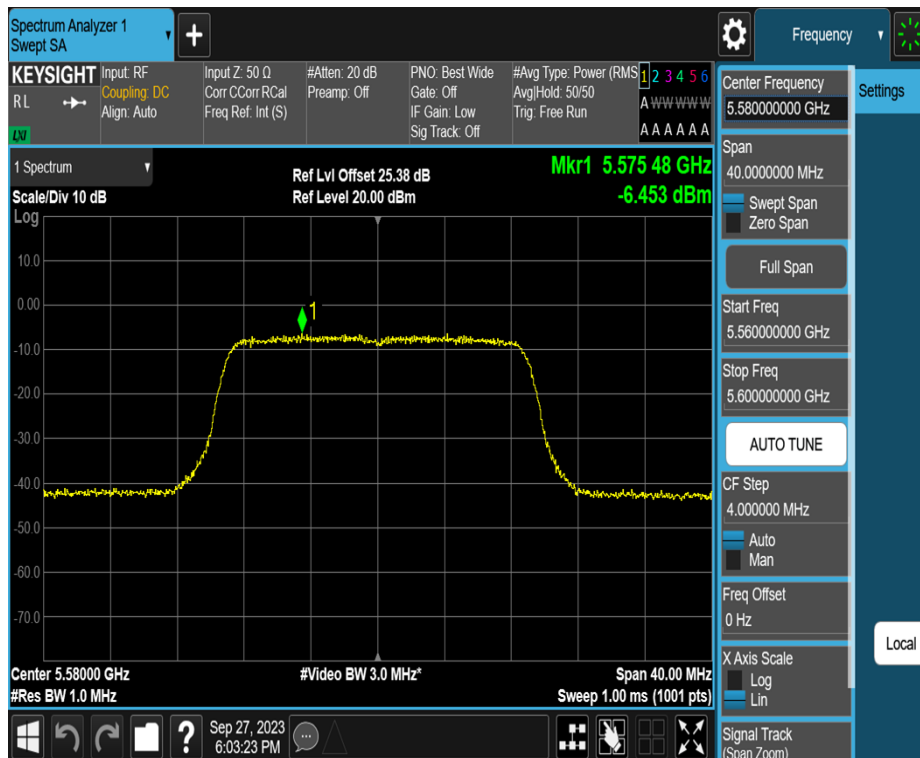 Spectrum Analyzer 1
Swept SA
Frequency
KEYSIGHT
R L
LXI
Input: RF
Coupling: DC
Align: Auto
Input Z: 50 Ω
Corr CCorr RCal
Freq Ref: Int (S)
#Atten: 20 dB
Preamp: Off
PNO: Best Wide
Gate: Off
IF Gain: Low
Sig Track: Off
#Avg Type: Power (RMS
Avg|Hold: 50/50
Trig: Free Run
1 2 3 4 5 6
A W W W W W
A A A A A A
1 Spectrum
Scale/Div 10 dB
Log
Ref Lvl Offset 25.38 dB
Ref Level 20.00 dBm
Mkr1 5.575 48 GHz
-6.453 dBm
10.0
0.00
1
-10.0
-20.0
-30.0
-40.0
-50.0
-60.0
-70.0
Center 5.58000 GHz
#Res BW 1.0 MHz
#Video BW 3.0 MHz*
Span 40.00 MHz
Sweep 1.00 ms (1001 pts)
Center Frequency
5.580000000 GHz
Settings
Span
40.0000000 MHz
Swept Span
Zero Span
Full Span
Start Freq
5.560000000 GHz
Stop Freq
5.600000000 GHz
AUTO TUNE
CF Step
4.000000 MHz
Auto
Man
Freq Offset
0 Hz
Local
X Axis Scale
Log
Lin
Signal Track
(Span Zoom)
?
Sep 27, 2023
6:03:23 PM